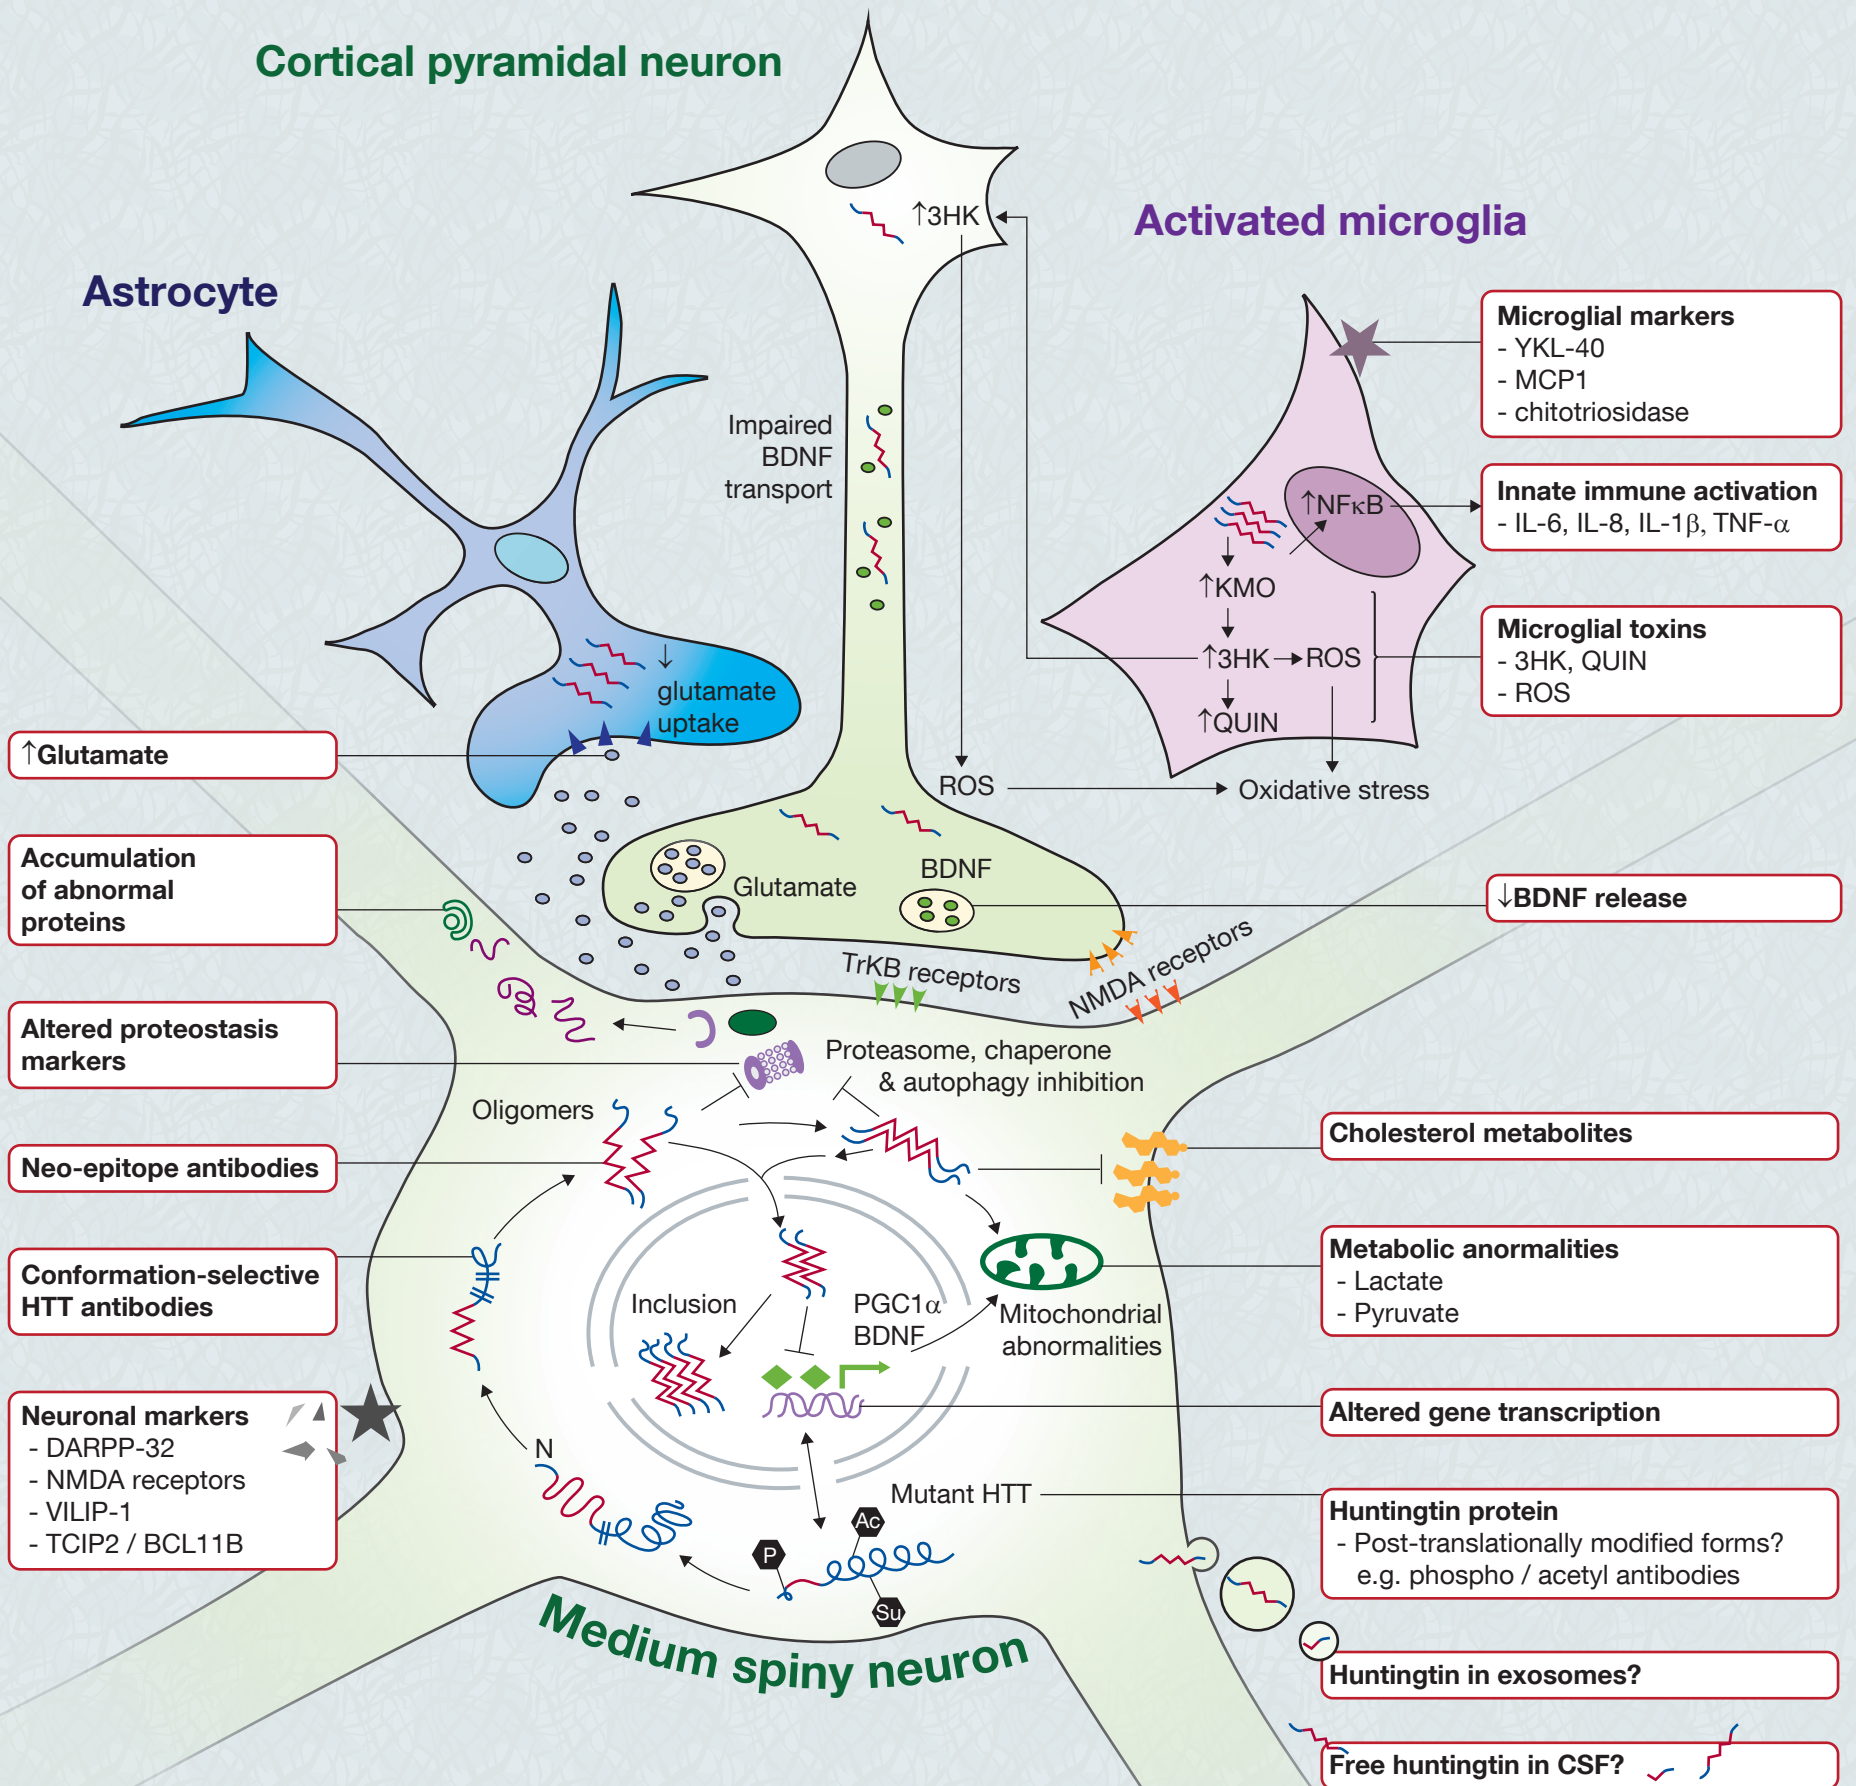 Cortical pyramidal neuron
↑3HK
Activated microglia
Astrocyte
Microglial markers
- YKL-40
- MCP1
- chitotriosidase
Impaired
BDNF
transport
↑NFκB
Innate immune activation
- IL-6, IL-8, IL-1β, TNF-α
↑KMO
↑3HK
ROS
↑QUIN
Microglial toxins
- 3HK, QUIN
- ROS
↓
glutamate
uptake
↑Glutamate
ROS
Oxidative stress
Accumulation
of abnormal
proteins
Glutamate
BDNF
↓BDNF release
TrKB receptors
NMDA receptors
Altered proteostasis
markers
Proteasome, chaperone
& autophagy inhibition
Oligomers
Neo-epitope antibodies
Cholesterol metabolites
Conformation-selective
HTT antibodies
Metabolic anormalities
- Lactate
- Pyruvate
Inclusion
PGC1α
BDNF
Mitochondrial
abnormalities
Neuronal markers
- DARPP-32
- NMDA receptors
- VILIP-1
- TCIP2 / BCL11B
Altered gene transcription
N
Mutant HTT
Huntingtin protein
- Post-translationally modified forms?
e.g. phospho / acetyl antibodies
Ac
P
Su
Medium spiny neuron
Huntingtin in exosomes?
Free huntingtin in CSF?